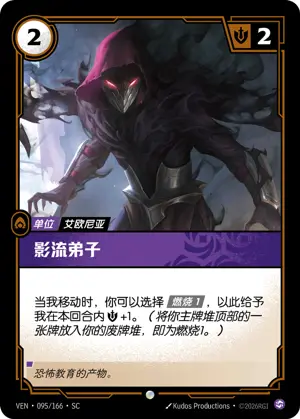 2
2
单位 艾欧尼亚
影流弟子
当我移动时，你可以选择 燃烧 1 ，以此给予
我在本回合内 +1。（将你主牌堆顶部的一
张牌放入你的废牌堆，即为燃烧1。）
恐怖教育的产物。
VEN • 095/166 • SC
Kudos Productions • ©2026RGI